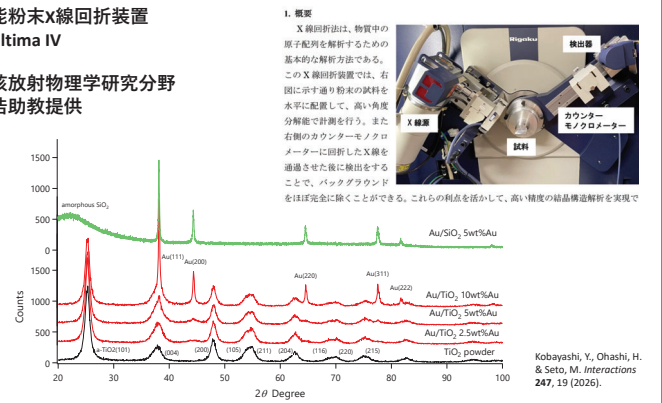 能粉末X線回折装置
ltima IV
亥放射物理学研究分野
吉助教提供
1. 概要
X 線回折法は、物質中の
原子配列を解析するための
基本的な解析方法である。
この X 線回折装置では、右
図に示す通り粉末の試料を
水平に配置して、高い角度
分解能で計測を行う。また
右側のカウンターモノクロ
メーターに回折した X 線を
通過させた後に検出をする
ことで、バックグラウンド
をほぼ完全に除くことができる。これらの利点を活かして、高い精度の結晶構造解析を実現で
Rigaku
検出器
X 線源
カウンター
モノクロメーター
試料
1500
1000
500
0
amorphous SiO2
Au/SiO2 5wt%Au
Au(111)
Au(200)
Au(220)
Au(311)
Au(222)
1500
1000
500
0
Counts
Au/TiO2 10wt%Au
Au/TiO2 5wt%Au
Au/TiO2 2.5wt%Au
TiO2 powder
a-TiO2(101)
(004)
(200)
(105)
(211)
(204)
(116)
(220)
(215)
20 30 40 50 60 70 80 90 100
2θ Degree
Kobayashi, Y., Ohashi, H.
& Seto, M. Interactions
247, 19 (2026).